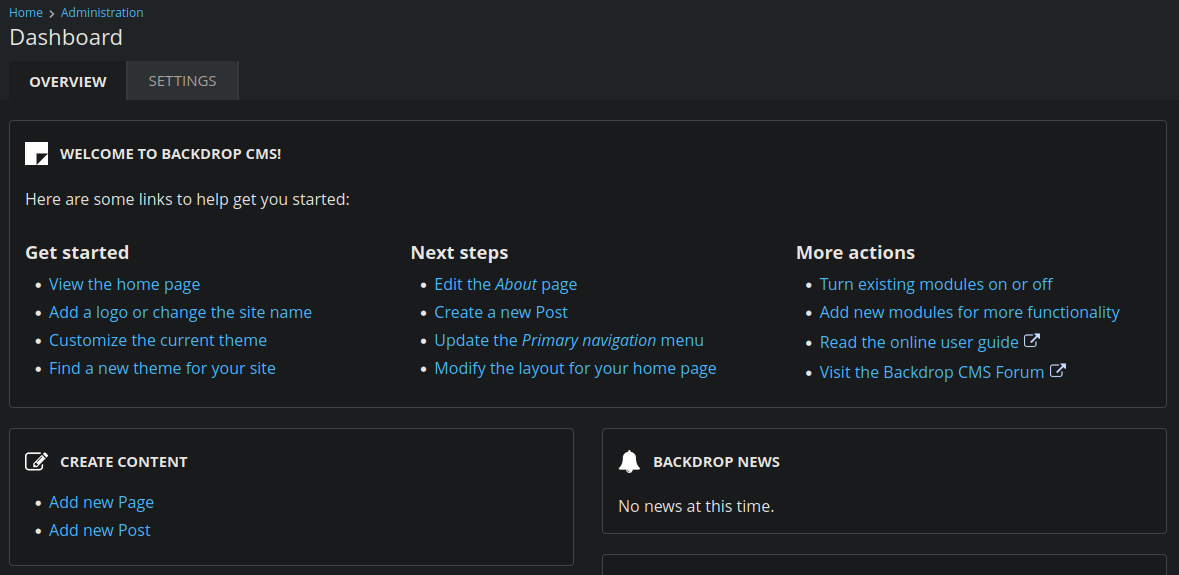 Home › Administration
Dashboard
OVERVIEW SETTINGS
WELCOME TO BACKDROP CMS!
Here are some links to help get you started:
Get started
View the home page
Add a logo or change the site name
Customize the current theme
Find a new theme for your site
Next steps
Edit the About page
Create a new Post
Update the Primary navigation menu
Modify the layout for your home page
More actions
Turn existing modules on or off
Add new modules for more functionality
Read the online user guide
Visit the Backdrop CMS Forum
CREATE CONTENT
Add new Page
Add new Post
BACKDROP NEWS
No news at this time.